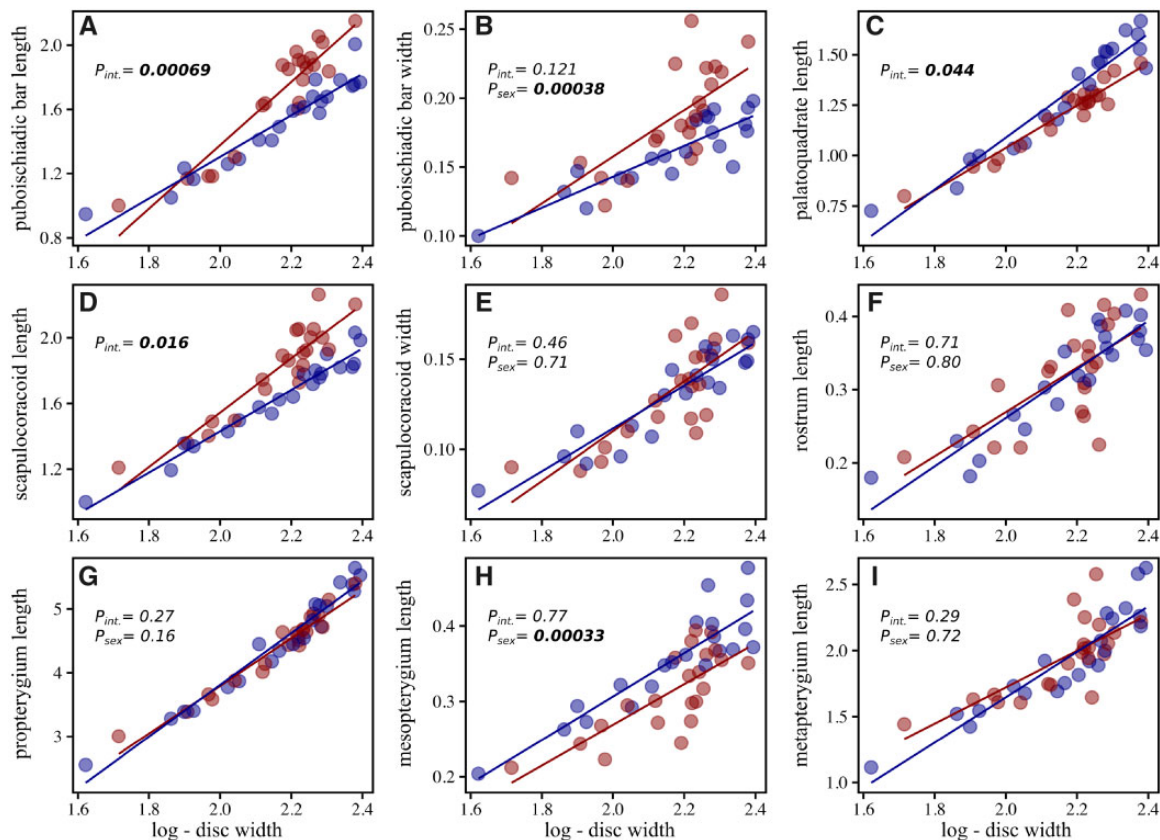 A
puboischiadic bar length
P_int.= 0.00069
2.0
1.6
1.2
0.8
1.6 1.8 2.0 2.2 2.4
B
puboischiadic bar width
P_int.= 0.121
P_sex= 0.00038
0.25
0.20
0.15
0.10
1.6 1.8 2.0 2.2 2.4
C
palatoquadrate length
P_int.= 0.044
1.50
1.25
1.00
0.75
1.6 1.8 2.0 2.2 2.4
D
scapulocoracoid length
P_int.= 0.016
2.0
1.6
1.2
1.6 1.8 2.0 2.2 2.4
E
scapulocoracoid width
P_int.= 0.46
P_sex= 0.71
0.15
0.10
1.6 1.8 2.0 2.2 2.4
F
rostrum length
P_int.= 0.71
P_sex= 0.80
0.4
0.3
0.2
1.6 1.8 2.0 2.2 2.4
G
propterygium length
P_int.= 0.27
P_sex= 0.16
5
4
3
1.6 1.8 2.0 2.2 2.4
log - disc width
H
mesopterygium length
P_int.= 0.77
P_sex= 0.00033
0.4
0.3
0.2
1.6 1.8 2.0 2.2 2.4
log - disc width
I
metapterygium length
P_int.= 0.29
P_sex= 0.72
2.5
2.0
1.5
1.0
1.6 1.8 2.0 2.2 2.4
log - disc width